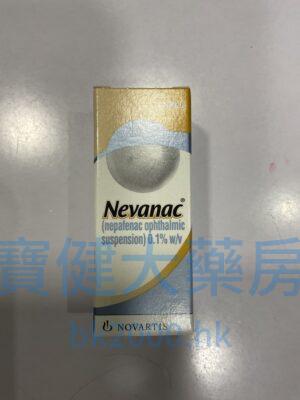 Nevanac®
(nepafenac ophthalmic
suspension) 0.1% w/v
寶健大藥房
NOVARTIS
bk2000.hk